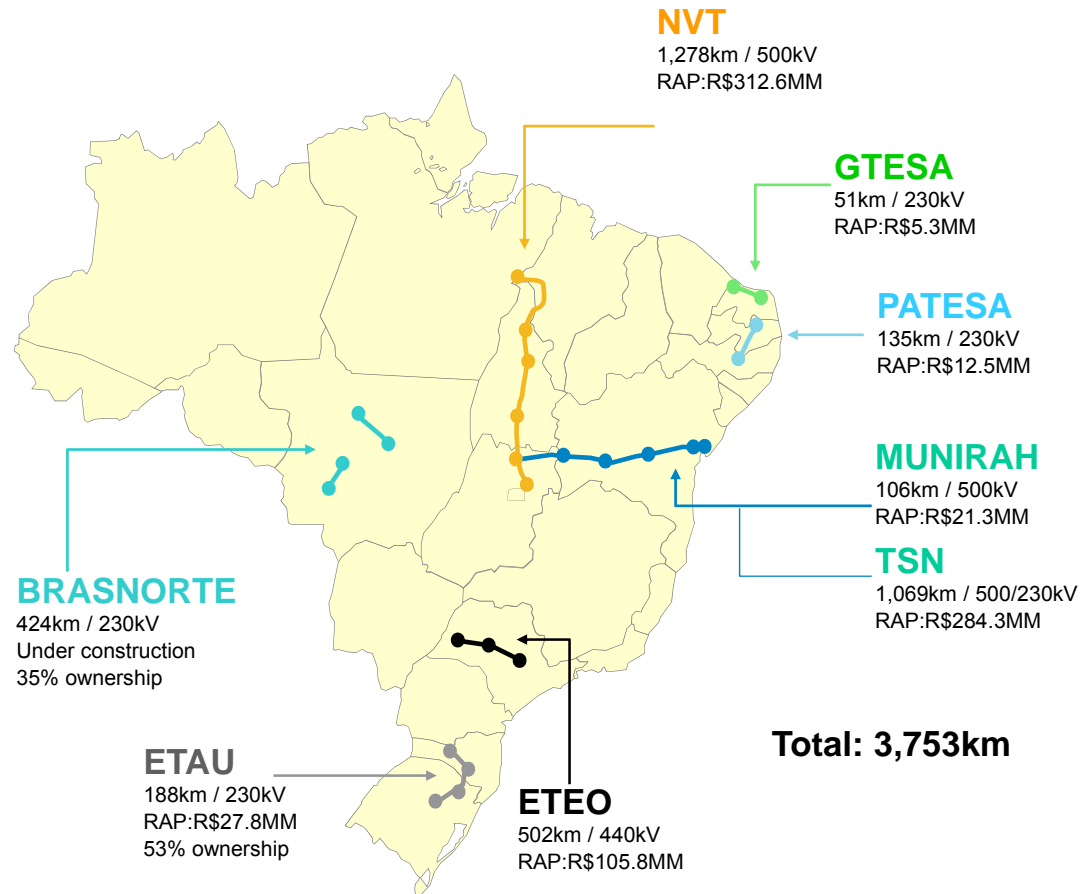 NVT
1,278km / 500kV
RAP:R$312.6MM
GTESA
51km / 230kV
RAP:R$5.3MM
PATESA
135km / 230kV
RAP:R$12.5MM
MUNIRAH
106km / 500kV
RAP:R$21.3MM
TSN
1,069km / 500/230kV
RAP:R$284.3MM
BRASNORTE
424km / 230kV
Under construction
35% ownership
Total: 3,753km
ETAU
188km / 230kV
RAP:R$27.8MM
53% ownership
ETEO
502km / 440kV
RAP:R$105.8MM